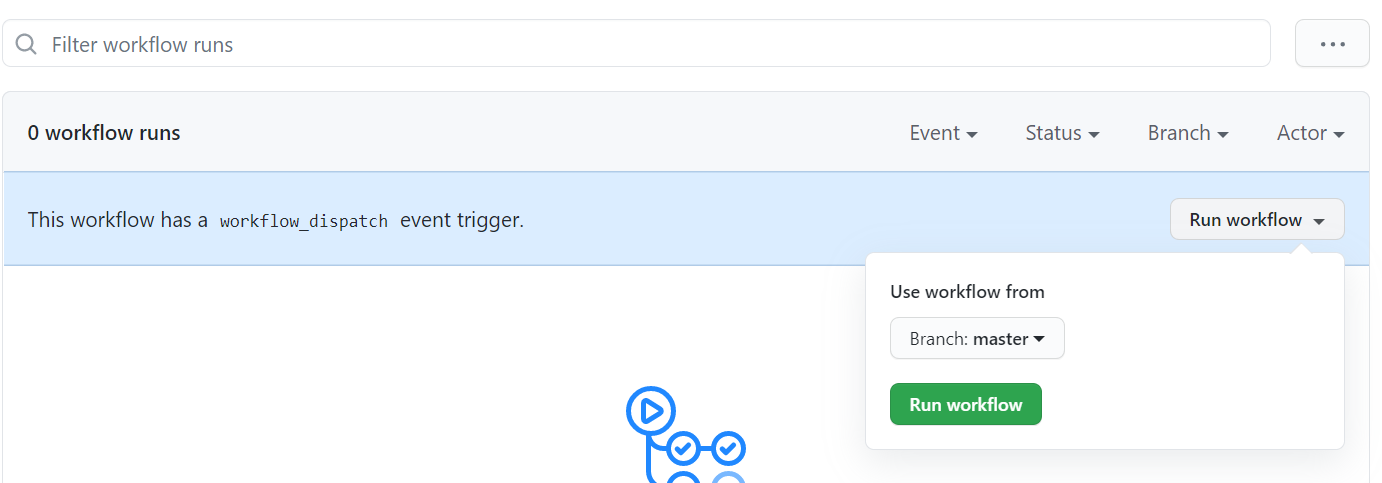 Filter workflow runs
0 workflow runs
Event
Status
Branch
Actor
This workflow has a workflow_dispatch event trigger.
Run workflow
Use workflow from
Branch: master
Run workflow